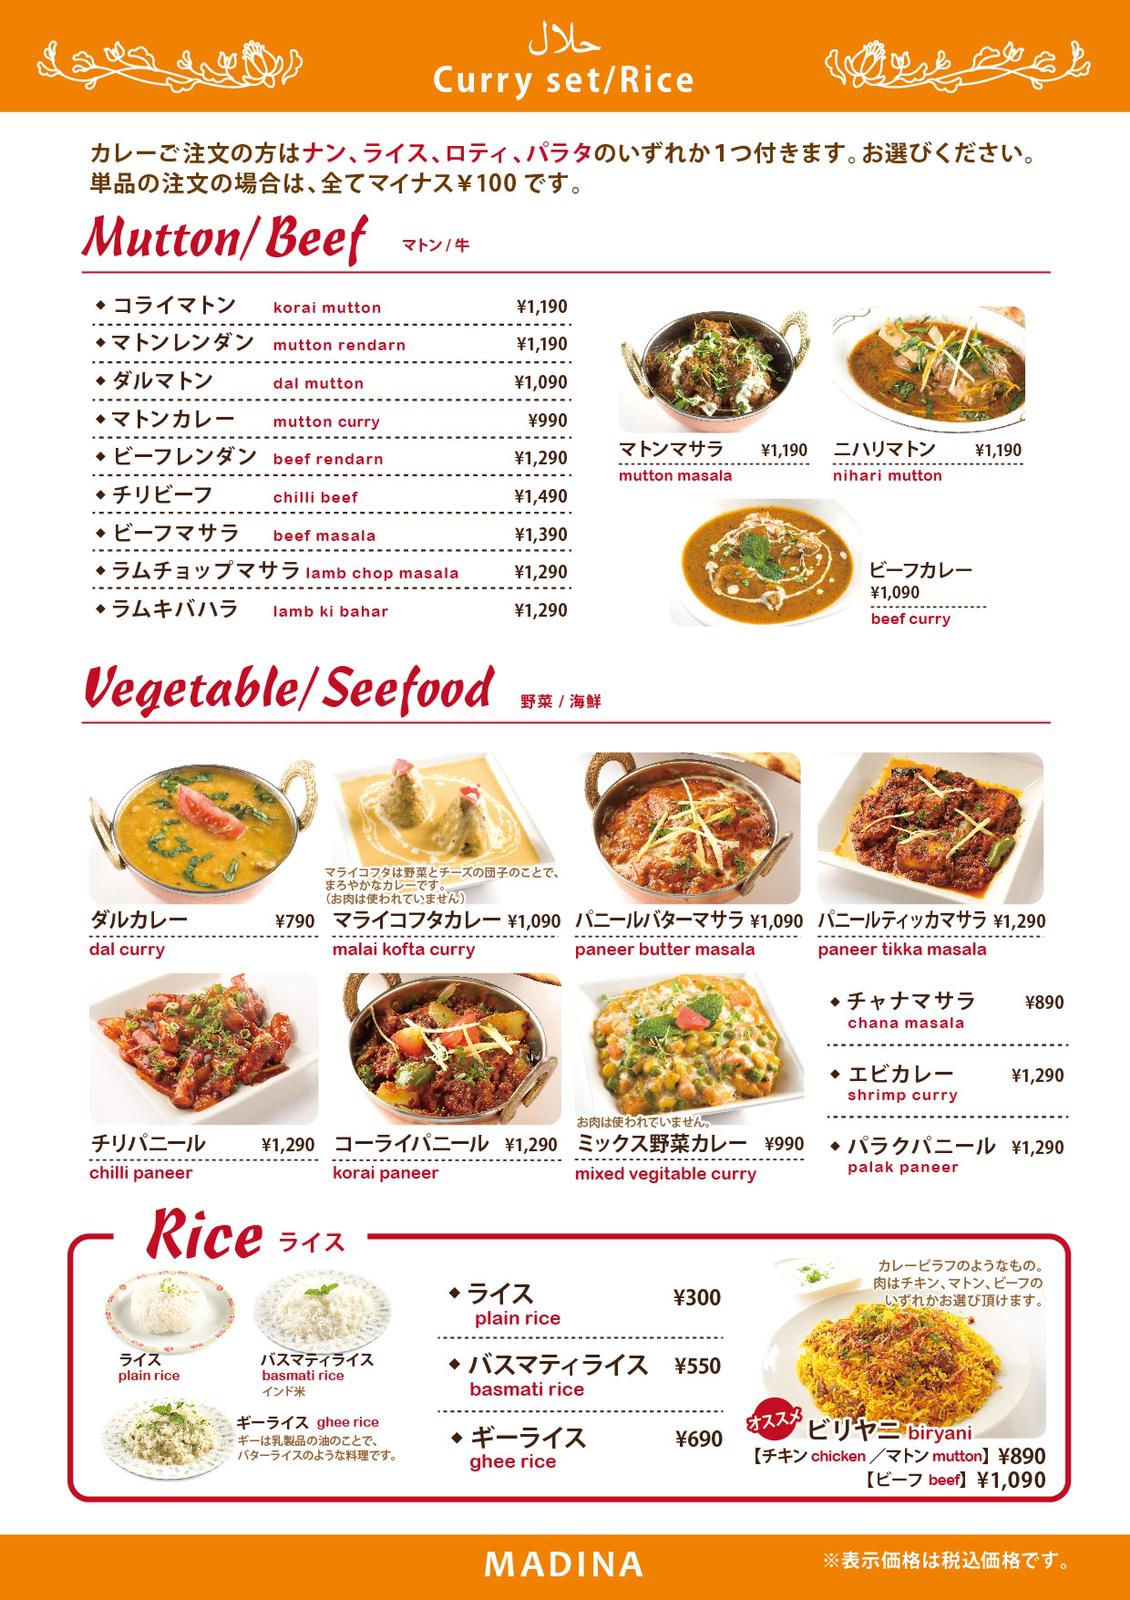 حلال
Curry set/Rice
カレーご注文の方はナン、ライス、ロティ、パラタのいずれか1つ付きます。お選びください。
単品の注文の場合は、全てマイナス¥100 です。
Mutton/Beef マトン / 牛
◆ コライマトン korai mutton ¥1,190
◆ マトンレンダン mutton rendarn ¥1,190
◆ ダルマトン dal mutton ¥1,090
◆ マトンカレー mutton curry ¥990
◆ ビーフレンダン beef rendarn ¥1,290
◆ チリビーフ chilli beef ¥1,490
◆ ビーフマサラ beef masala ¥1,390
◆ ラムチョップマサラ lamb chop masala ¥1,290
◆ ラムキバハラ lamb ki bahar ¥1,290
マトンマサラ ¥1,190
mutton masala
ニハリマトン ¥1,190
nihari mutton
ビーフカレー
¥1,090
beef curry
Vegetable/Seefood 野菜 / 海鮮
ダルカレー ¥790
dal curry
マライコフタは野菜とチーズの団子のことで、
まろやかなカレーです。
(お肉は使われていません)
マライコフタカレー ¥1,090
malai kofta curry
パニールバターマサラ ¥1,090
paneer butter masala
パニールティッカマサラ ¥1,290
paneer tikka masala
チリパニール ¥1,290
chilli paneer
コーライパニール ¥1,290
korai paneer
お肉は使われていません。
ミックス野菜カレー ¥990
mixed vegitable curry
◆ チャナマサラ ¥890
chana masala
◆ エビカレー ¥1,290
shrimp curry
◆ パラクパニール ¥1,290
palak paneer
Rice ライス
ライス
plain rice
バスマティライス
basmati rice
インド米
ギーライス ghee rice
ギーは乳製品の油のことで、
バターライスのような料理です。
◆ ライス ¥300
plain rice
◆ バスマティライス ¥550
basmati rice
◆ ギーライス ¥690
ghee rice
カレーピラフのようなもの。
肉はチキン、マトン、ビーフの
いずれかお選び頂けます。
オススメ
ビリヤニ biryani
【チキン chicken ／マトン mutton】 ¥890
【ビーフ beef】 ¥1,090
MADINA
※表示価格は税込価格です。